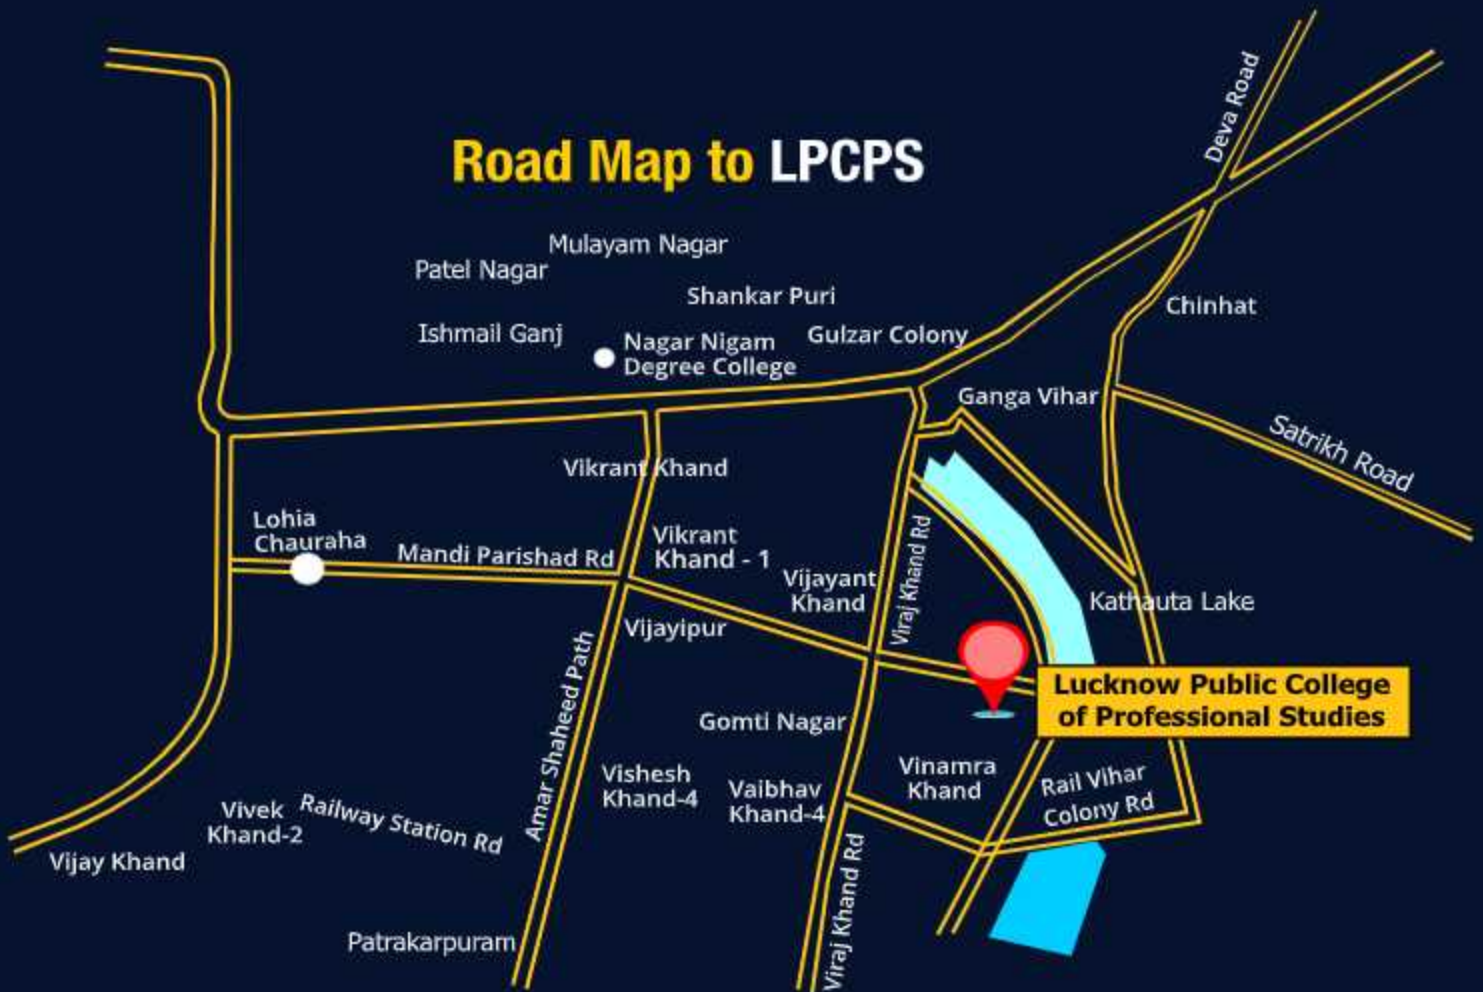 Deva Road
Road Map to LPCPS
Mulayam Nagar
Patel Nagar
Shankar Puri
Chinhat
Ishmail Ganj
Nagar Nigam
Degree College
Gulzar Colony
Ganga Vihar
Satrikh Road
Vikrant Khand
Lohia
Chauraha
Mandi Parishad Rd
Vikrant
Khand - 1
Vijayant
Khand
Viraj Khand Rd
Kathauta Lake
Vijayipur
Amar Shaheed Path
Lucknow Public College
of Professional Studies
Gomti Nagar
Vishesh
Khand-4
Vaibhav
Khand-4
Vinamra
Khand
Rail Vihar
Colony Rd
Vivek
Khand-2
Railway Station Rd
Vijay Khand
Viraj Khand Rd
Patrakarpuram